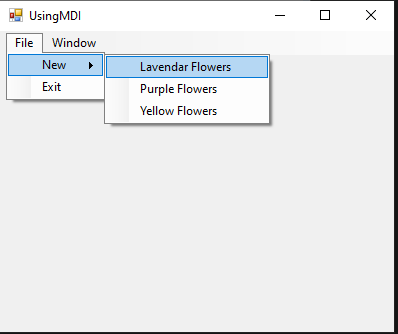 UsingMDI
File Window
New
Exit
Lavendar Flowers
Purple Flowers
Yellow Flowers